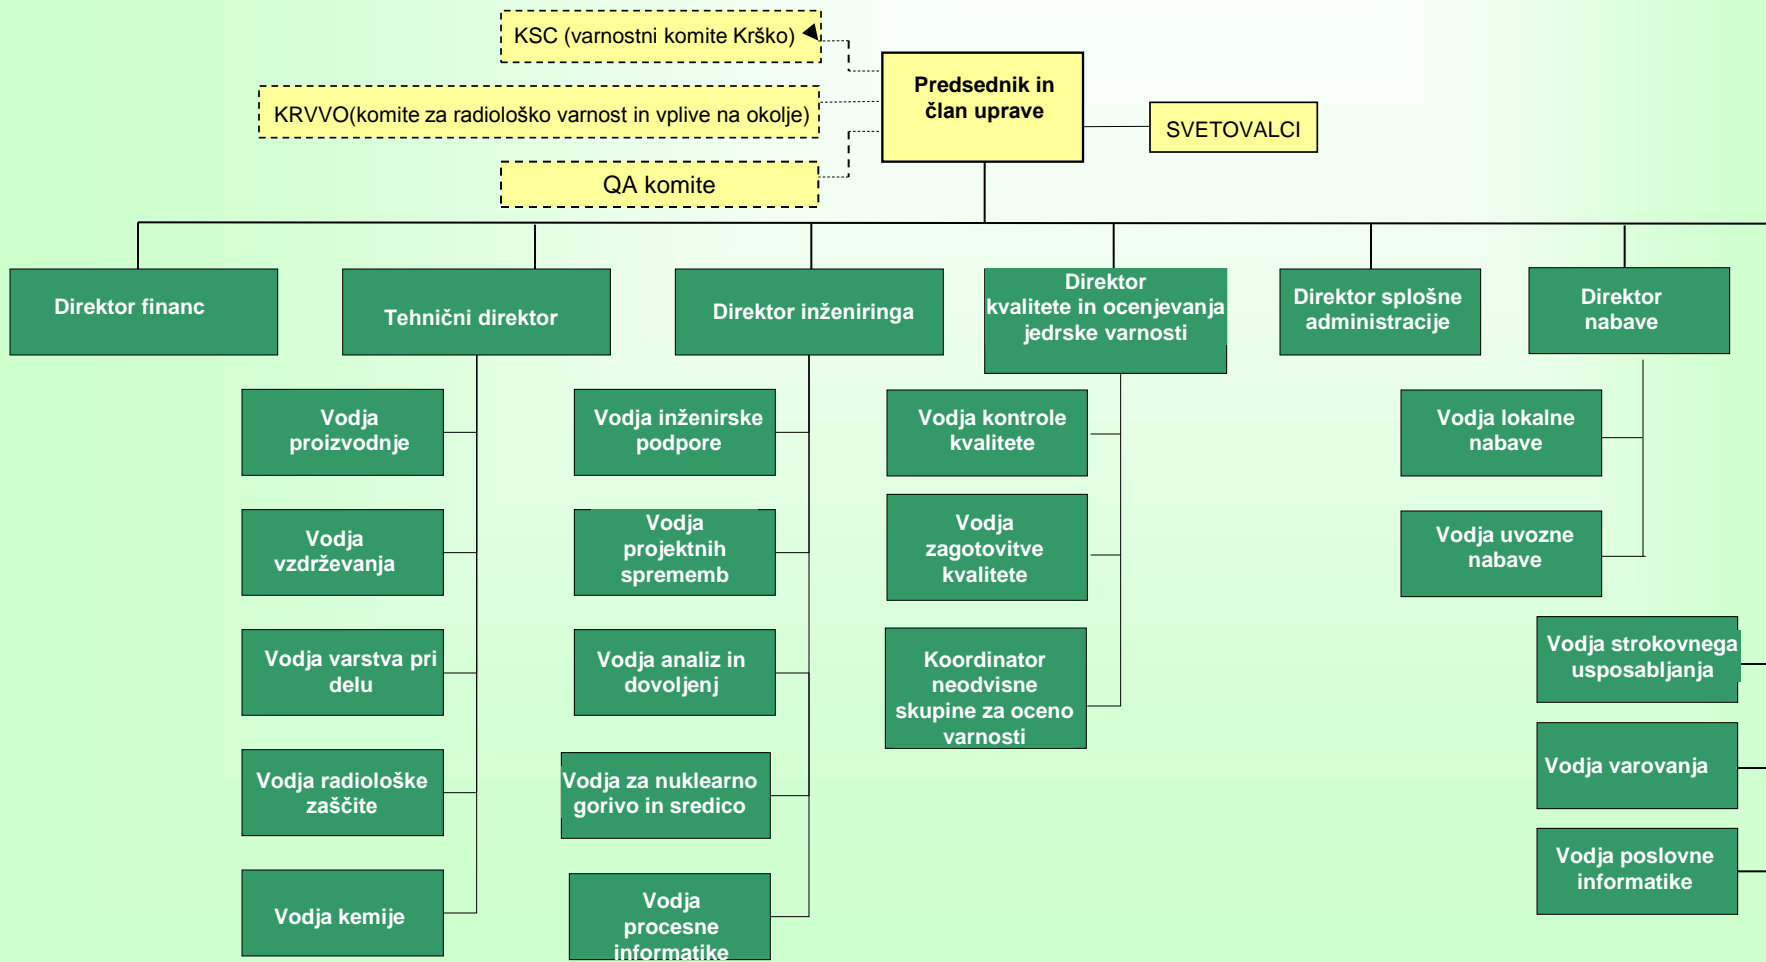 KSC (varnostni komite Krško)
Predsednik in
član uprave
KRVVO(komite za radiološko varnost in vplive na okolje)
SVETOVALCI
QA komite
Direktor financ
Tehnični direktor
Direktor inženiringa
Direktor
kvalitete in ocenjevanja
jedrske varnosti
Direktor splošne
administracije
Direktor
nabave
Vodja
proizvodnje
Vodja
vzdrževanja
Vodja varstva pri
delu
Vodja radiološke
zaščite
Vodja kemije
Vodja inženirske
podpore
Vodja
projektnih
sprememb
Vodja analiz in
dovoljenj
Vodja za nuklearno
gorivo in sredico
Vodja
procesne
informatike
Vodja kontrole
kvalitete
Vodja
zagotovitve
kvalitete
Koordinator
neodvisne
skupine za oceno
varnosti
Vodja lokalne
nabave
Vodja uvozne
nabave
Vodja strokovnega
usposabljanja
Vodja varovanja
Vodja poslovne
informatike